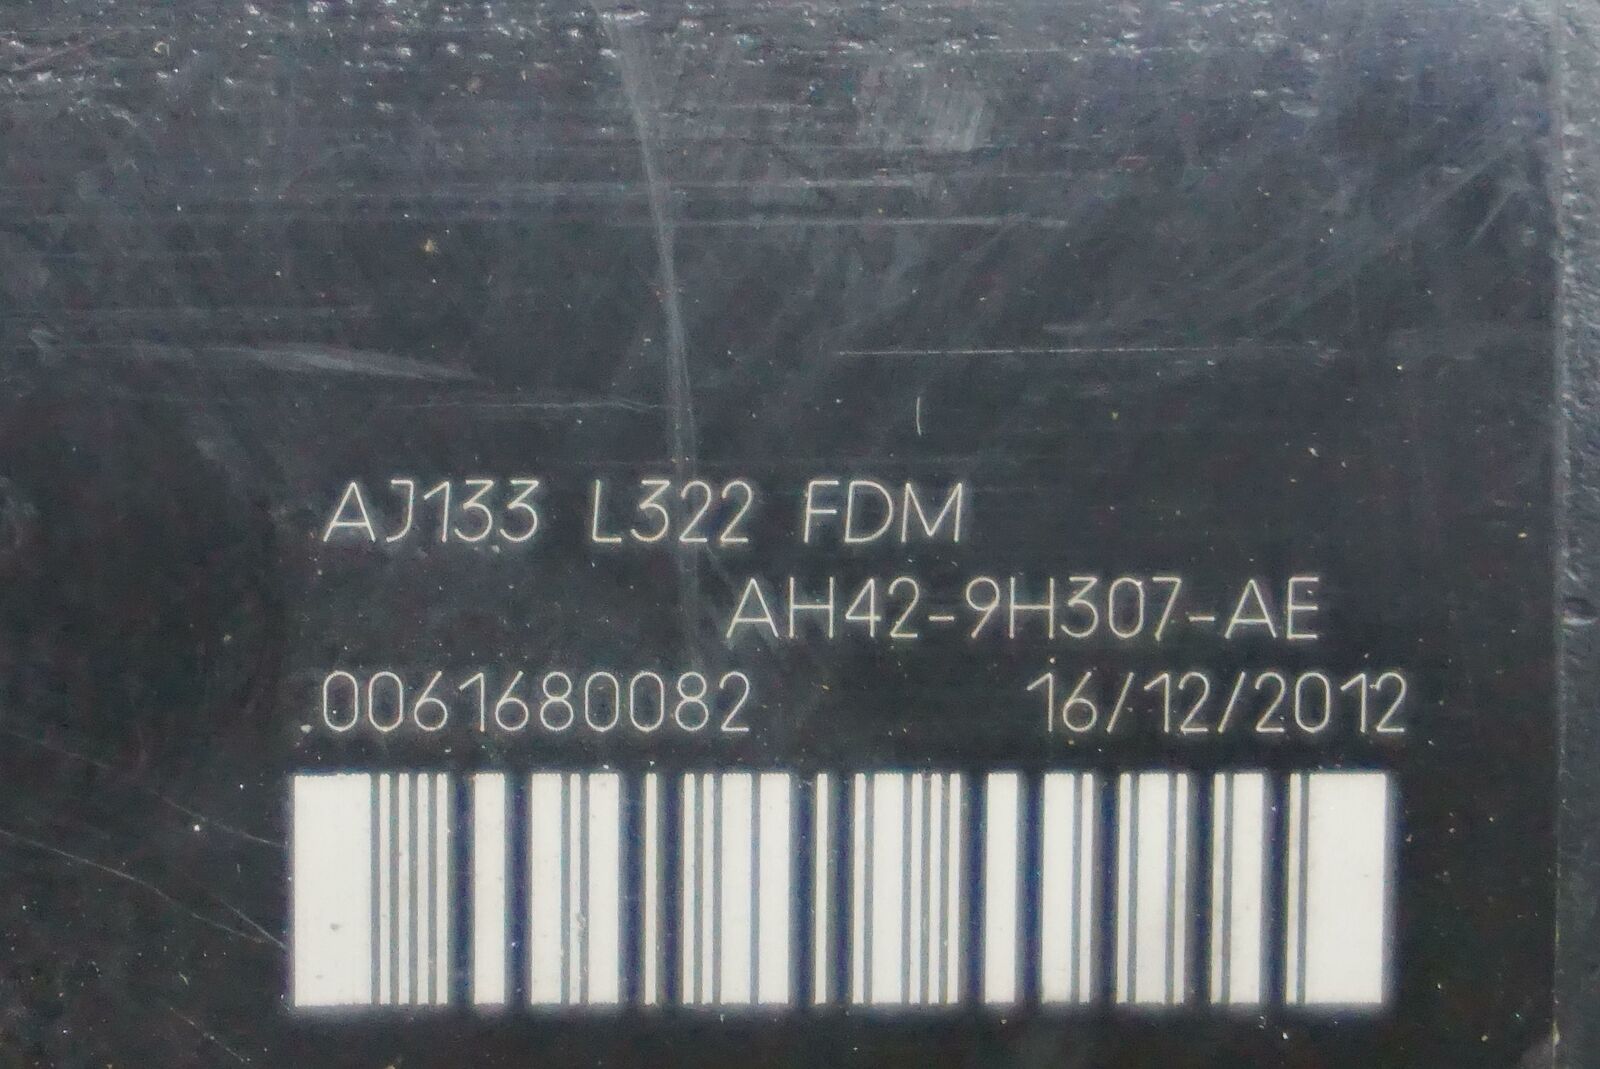 AJ133 L322 FDM
AH42-9H307-AE
0061680082 16/12/2012